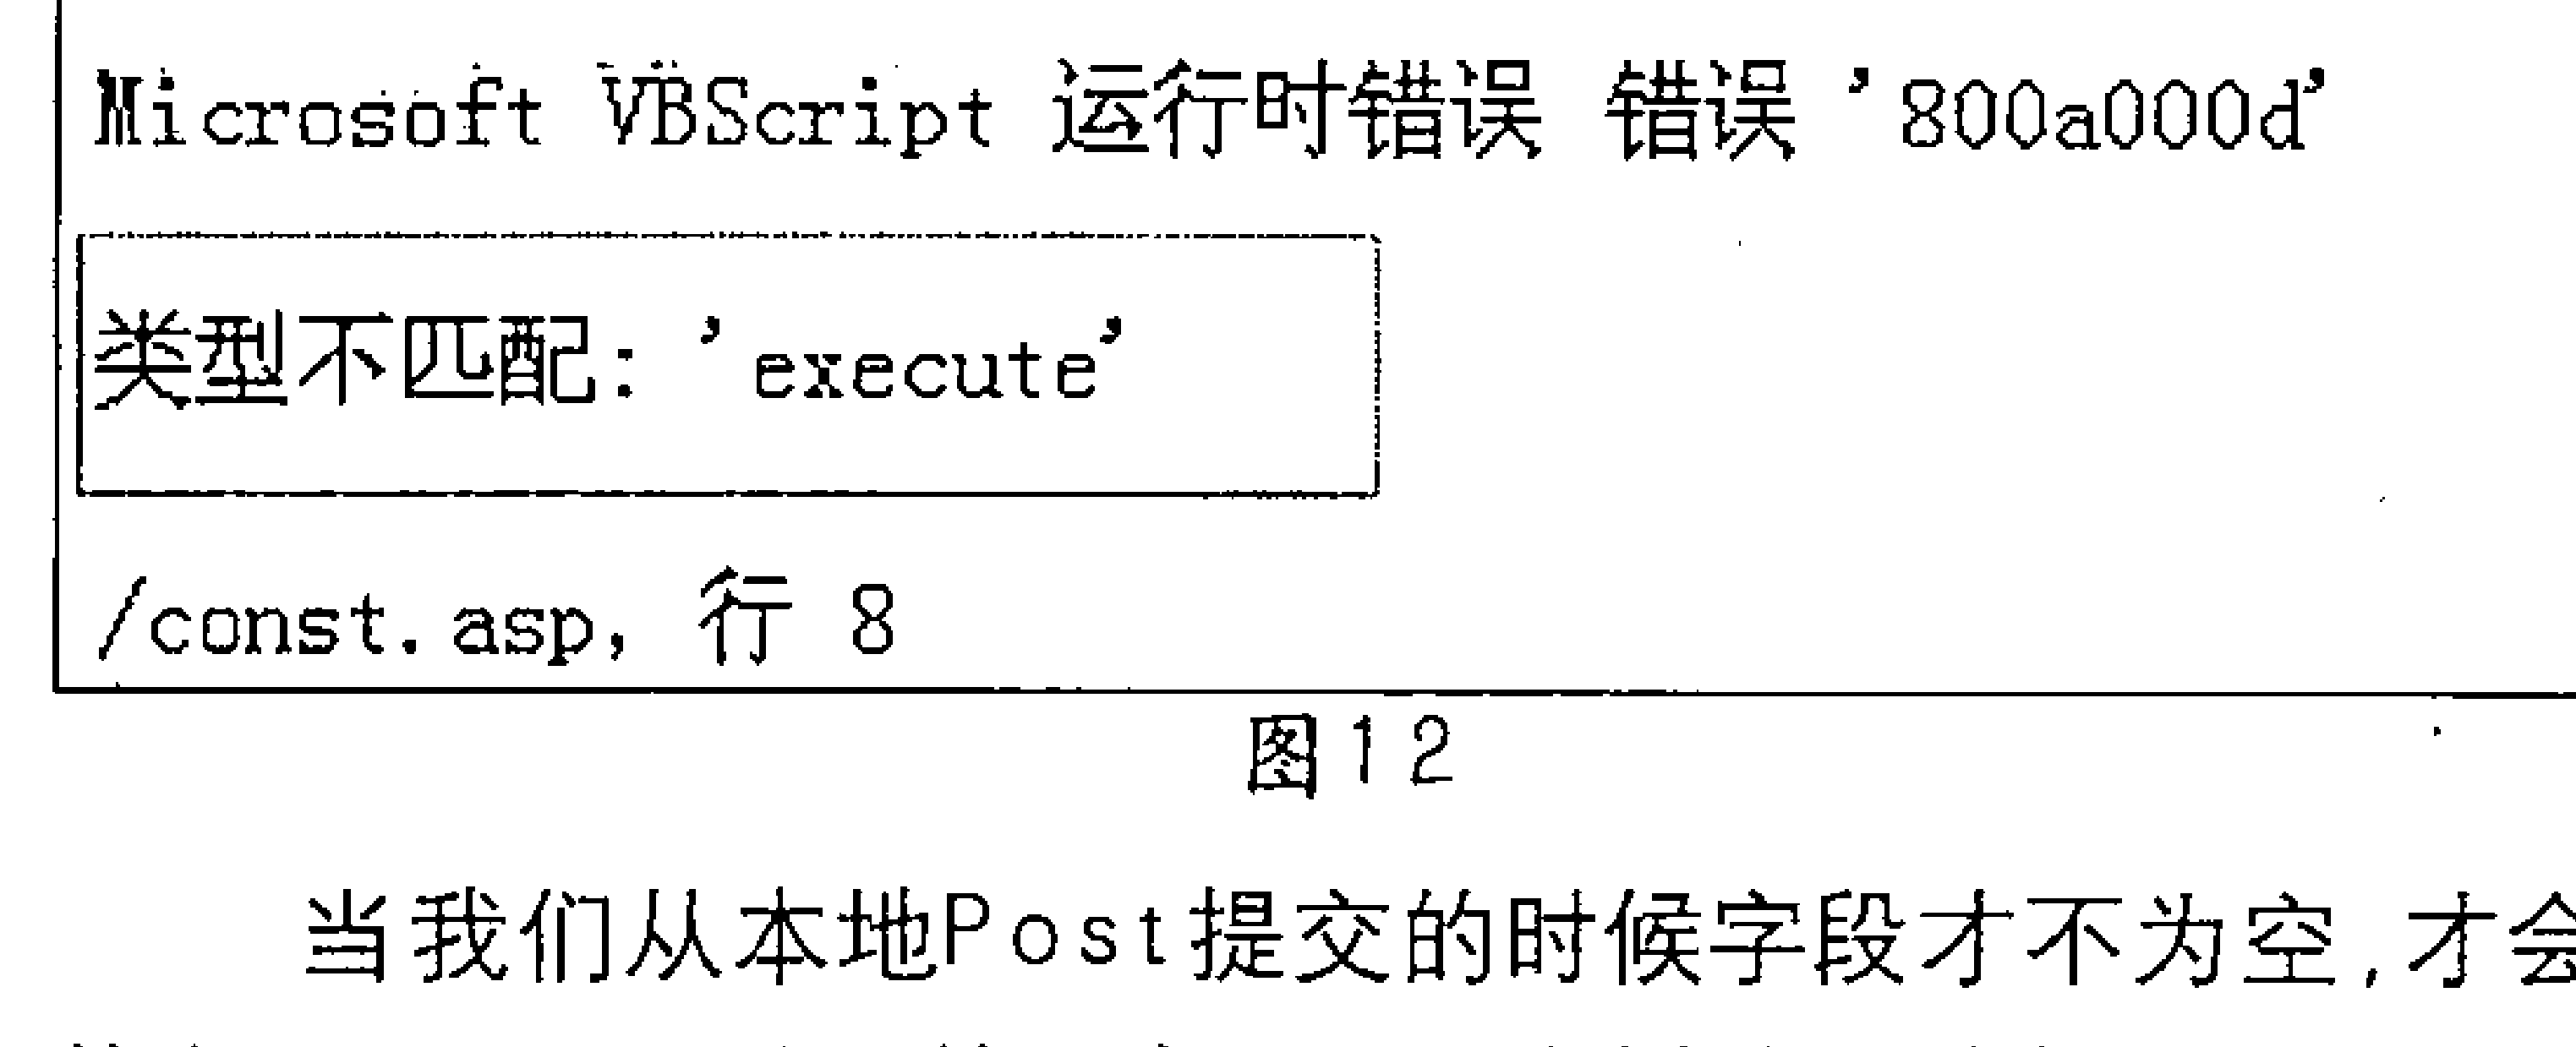 Microsoft VBScript 运行时错误 错误 '800a000d'
类型不匹配: 'execute'
/const.asp, 行 8
图12
当我们从本地Post提交的时候字段才不为空,才会